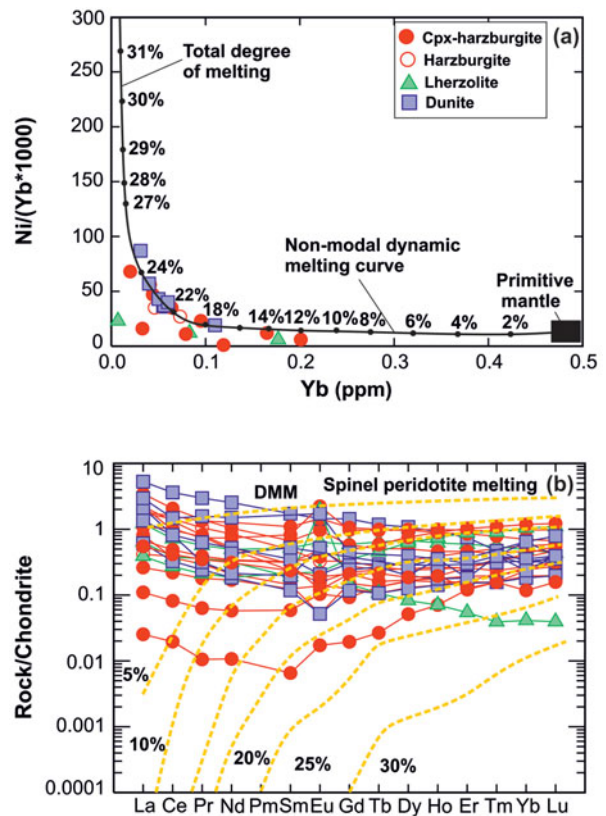 300
250
200
150
100
50
0
Ni/(Yb*1000)
(a)
Cpx-harzburgite
Harzburgite
Lherzolite
Dunite
Total degree
of melting
31%
30%
29%
28%
27%
24%
22%
18%
14%
12%
10%
8%
6%
4%
2%
Non-modal dynamic
melting curve
Primitive
mantle
0.0
0.1
0.2
0.3
0.4
0.5
Yb (ppm)
10
1
0.1
0.01
0.001
0.0001
Rock/Chondrite
DMM
Spinel peridotite melting
(b)
5%
10%
20%
25%
30%
La Ce Pr Nd Pm Sm Eu Gd Tb Dy Ho Er Tm Yb Lu